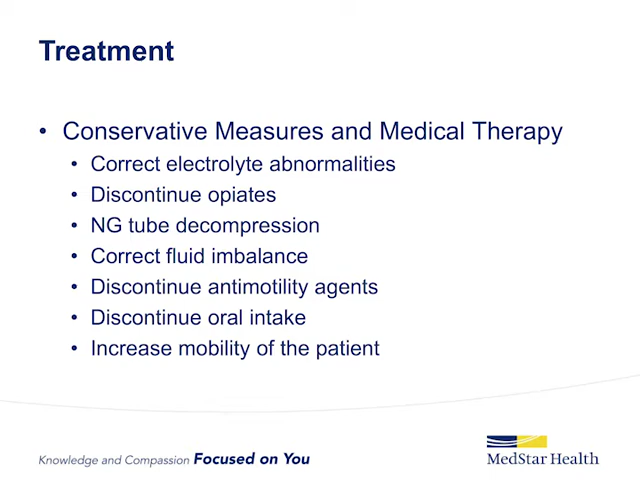 Treatment
• Conservative Measures and Medical Therapy
• Correct electrolyte abnormalities
• Discontinue opiates
• NG tube decompression
• Correct fluid imbalance
• Discontinue antimotility agents
• Discontinue oral intake
• Increase mobility of the patient
Knowledge and Compassion Focused on You
MedStar Health